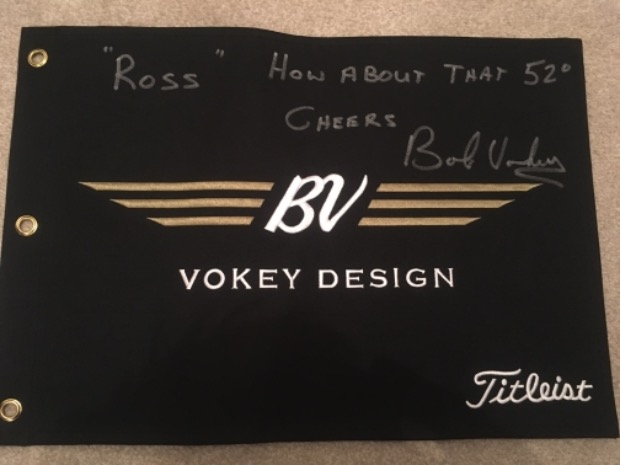 "Ross" How About That 52°
Cheers
Bob Vokey
BV
VOKEY DESIGN
Titleist